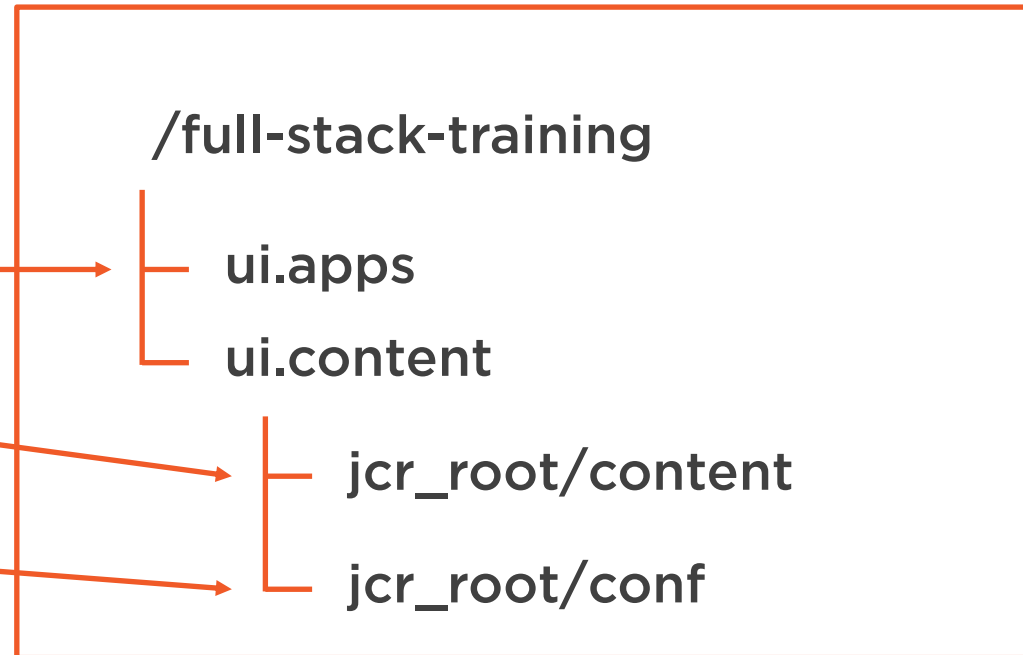 /full-stack-training
ui.apps
ui.content
jcr_root/content
jcr_root/conf